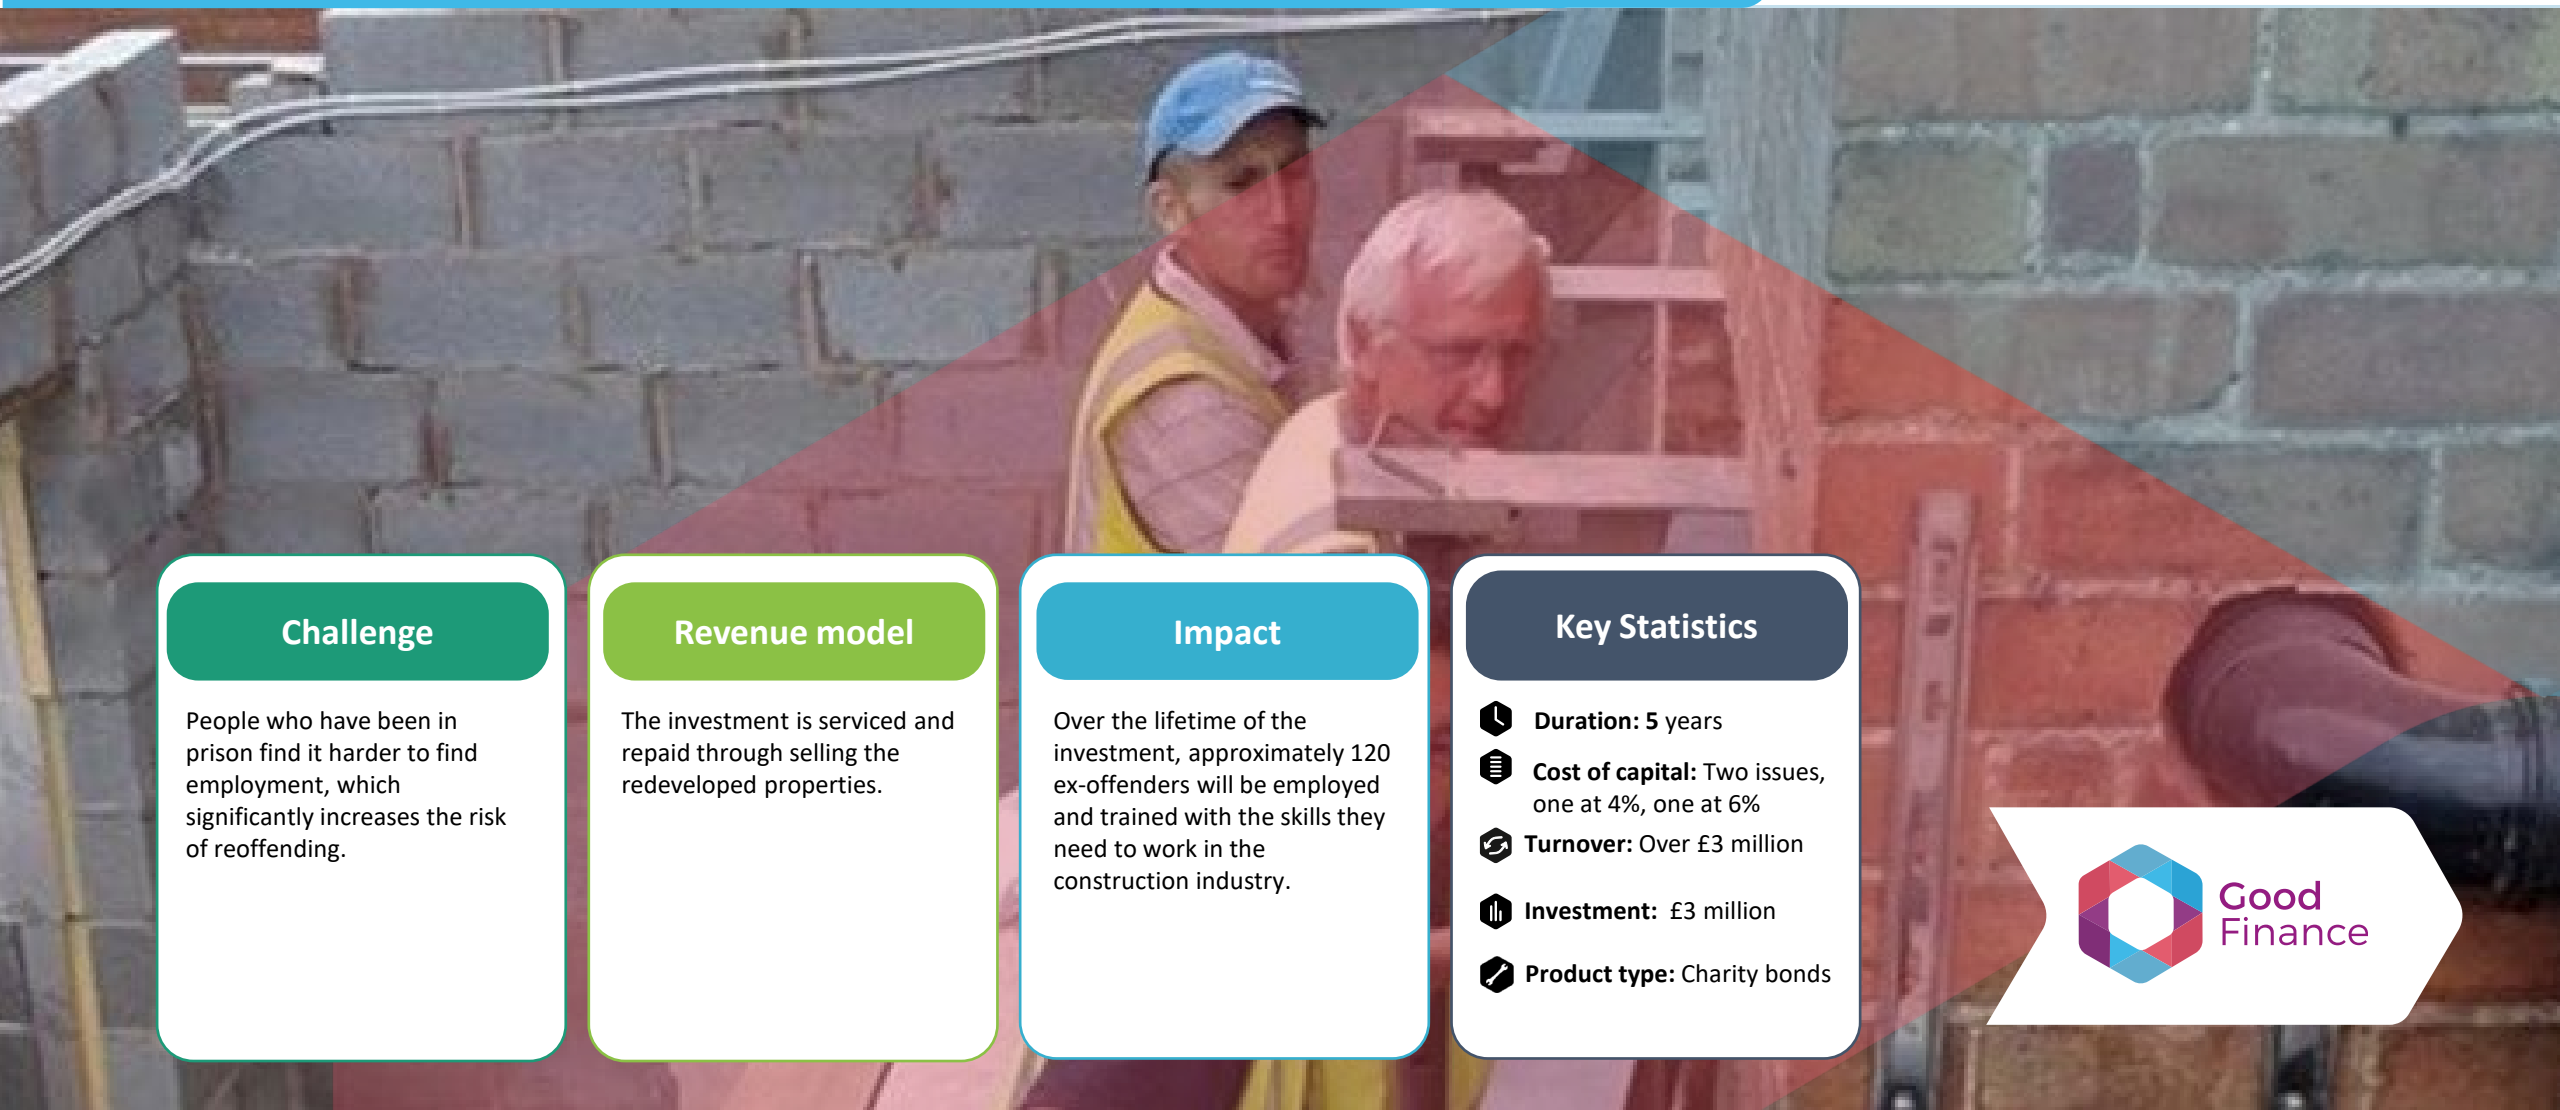 Challenge
People who have been in
prison find it harder to find
employment, which
significantly increases the risk
of reoffending.
Revenue model
The investment is serviced and
repaid through selling the
redeveloped properties.
Impact
Over the lifetime of the
investment, approximately 120
ex-offenders will be employed
and trained with the skills they
need to work in the
construction industry.
Key Statistics
Duration: 5 years
Cost of capital: Two issues,
one at 4%, one at 6%
Turnover: Over £3 million
Investment: £3 million
Product type: Charity bonds
Good
Finance